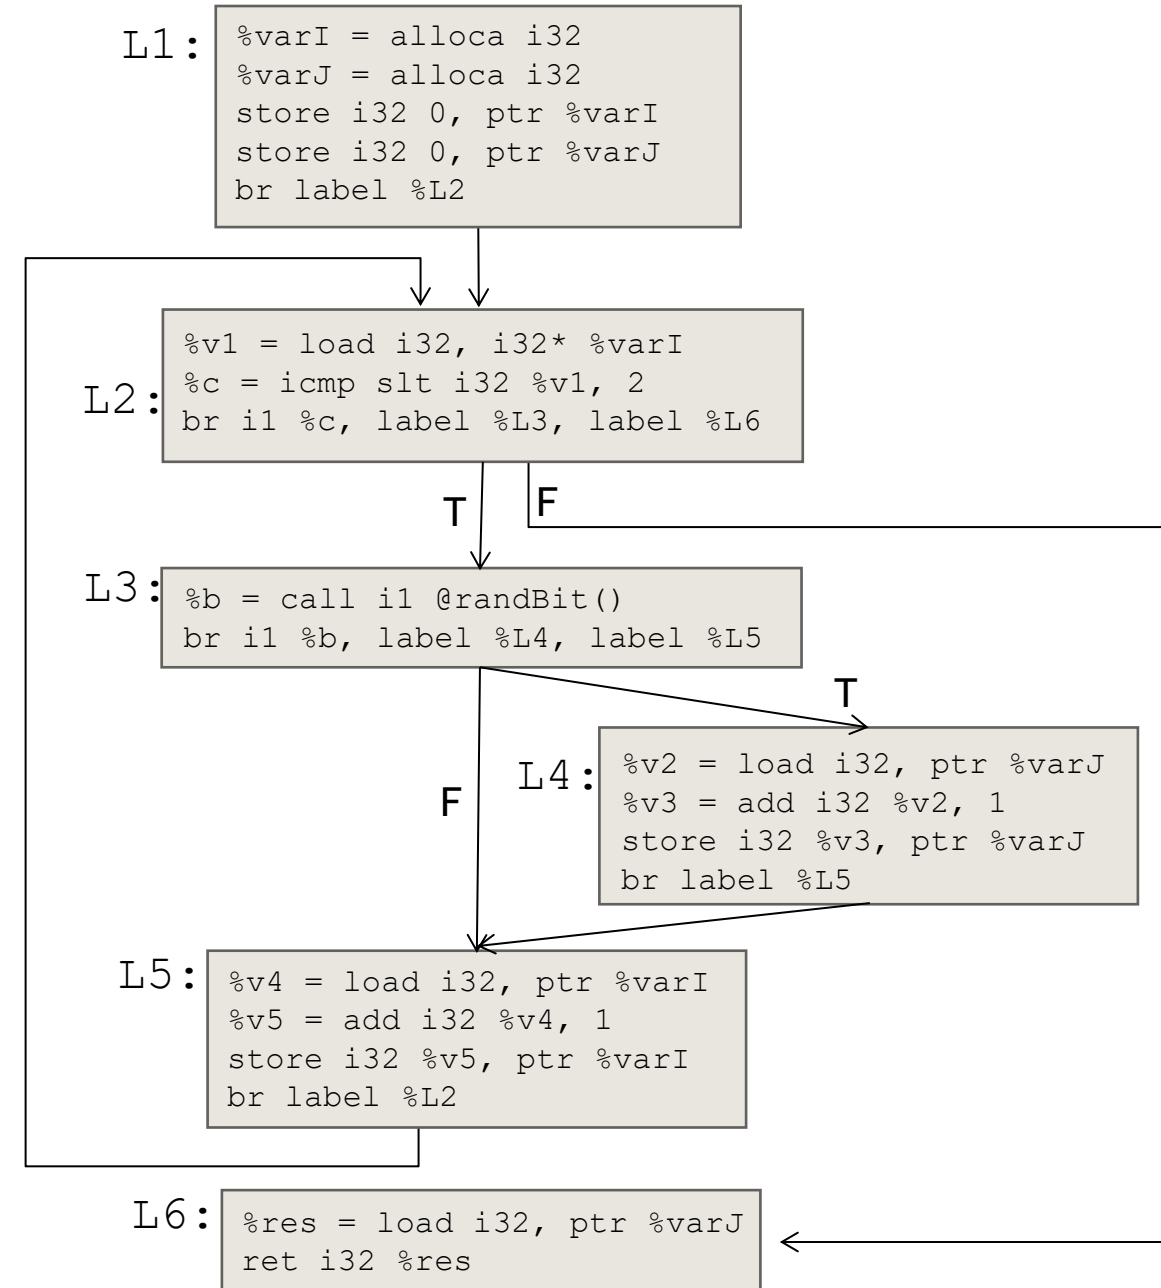 L1:
%varI = alloca i32
%varJ = alloca i32
store i32 0, ptr %varI
store i32 0, ptr %varJ
br label %L2
L2:
%v1 = load i32, i32* %varI
%c = icmp slt i32 %v1, 2
br i1 %c, label %L3, label %L6
T
F
L3:
%b = call i1 @randBit()
br i1 %b, label %L4, label %L5
T
F
L4:
%v2 = load i32, ptr %varJ
%v3 = add i32 %v2, 1
store i32 %v3, ptr %varJ
br label %L5
L5:
%v4 = load i32, ptr %varI
%v5 = add i32 %v4, 1
store i32 %v5, ptr %varI
br label %L2
L6:
%res = load i32, ptr %varJ
ret i32 %res